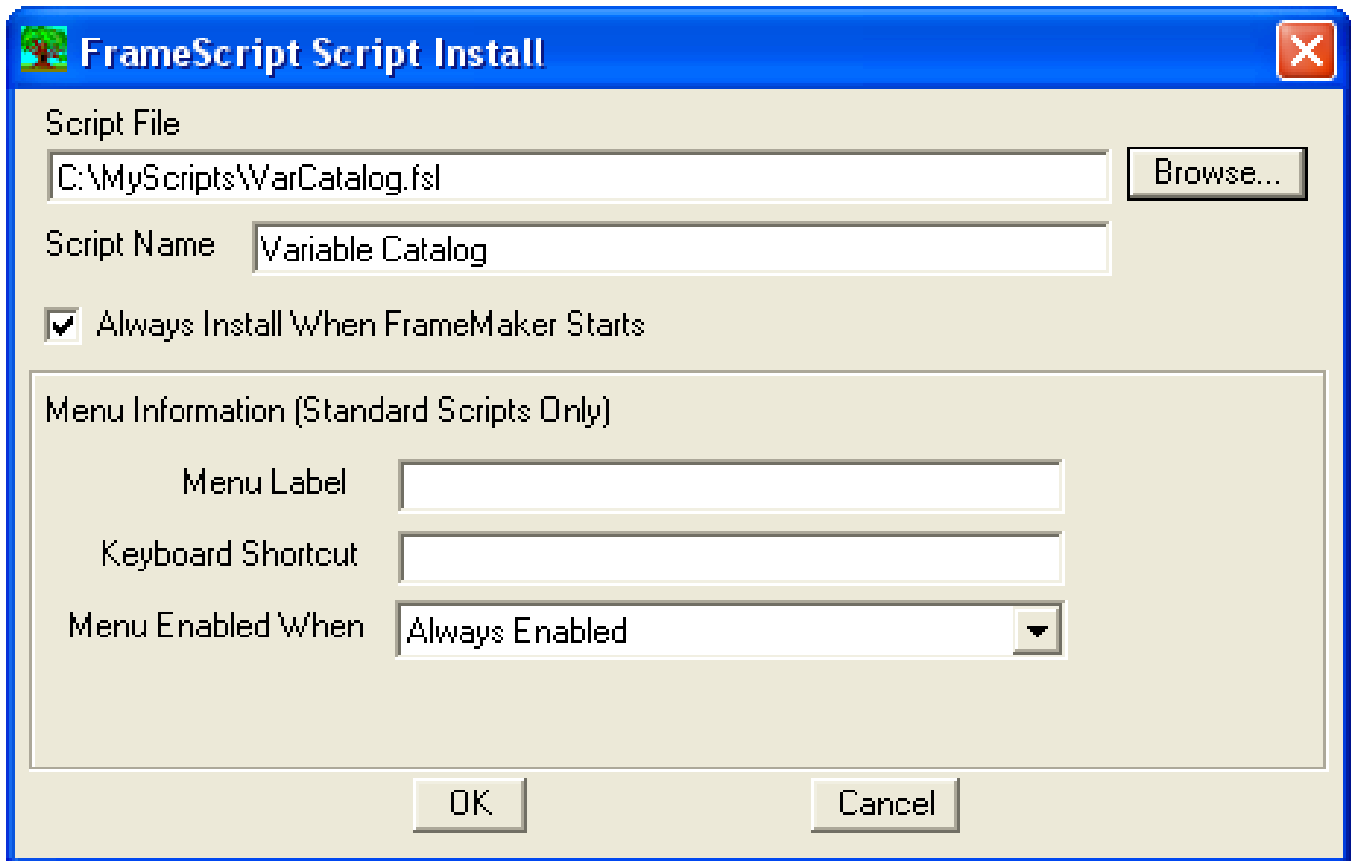 FrameScript Script Install
Script File
C:\MyScripts\VarCatalog.fsl
Browse...
Script Name
Variable Catalog
Always Install When FrameMaker Starts
Menu Information (Standard Scripts Only)
Menu Label
Keyboard Shortcut
Menu Enabled When
Always Enabled
OK
Cancel